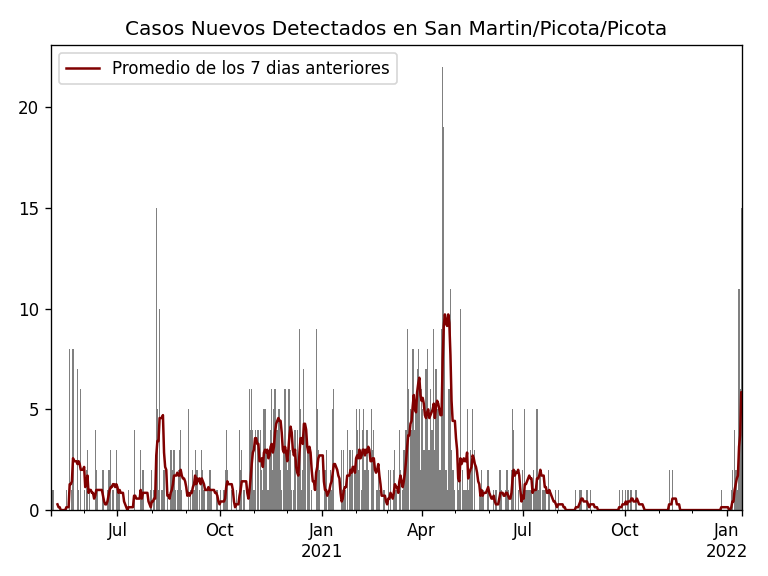 Casos Nuevos Detectados en San Martin/Picota/Picota
Promedio de los 7 dias anteriores
20
15
10
5
0
Jul Oct Jan Apr Jul Oct Jan
2021 2022